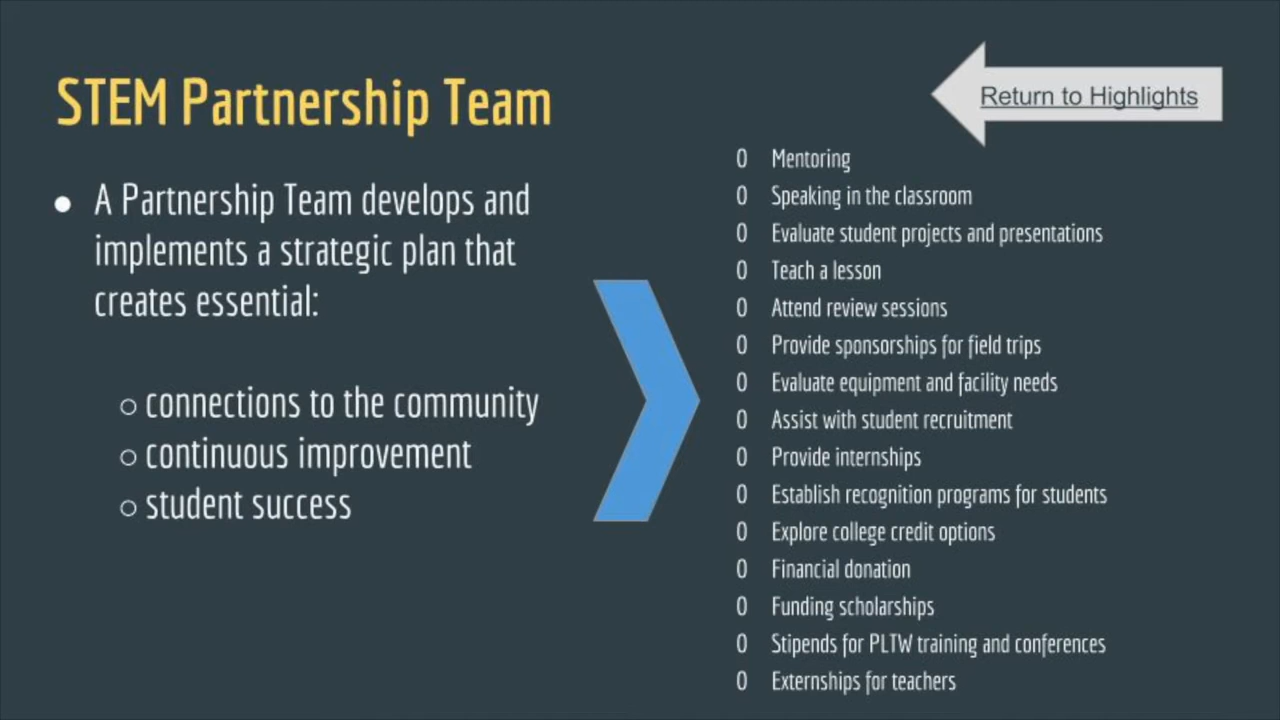 STEM Partnership Team
Return to Highlights
● A Partnership Team develops and
implements a strategic plan that
creates essential:
○ connections to the community
○ continuous improvement
○ student success
0 Mentoring
0 Speaking in the classroom
0 Evaluate student projects and presentations
0 Teach a lesson
0 Attend review sessions
0 Provide sponsorships for field trips
0 Evaluate equipment and facility needs
0 Assist with student recruitment
0 Provide internships
0 Establish recognition programs for students
0 Explore college credit options
0 Financial donation
0 Funding scholarships
0 Stipends for PLTW training and conferences
0 Externships for teachers